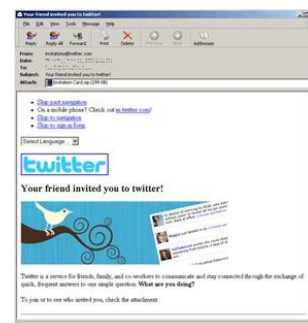 Your friend invited you to twitter!
File Edit View Tools Message Help
Reply Reply All Forward Print Delete Previous Next Addresses
From: invitations@twitter.com
Date:
To:
Subject: Your friend invited you to twitter!
Attach: Invitation Card.zip
Skip past navigation
On a mobile phone? Check out m.twitter.com!
Skip to navigation
Skip to sign in form
Select Language...
twitter
Your friend invited you to twitter!
Twitter is a service for friends, family, and co-workers to communicate and stay connected through the exchange of
quick, frequent answers to one simple question: What are you doing?
To join or to see who invited you, check the attachment.